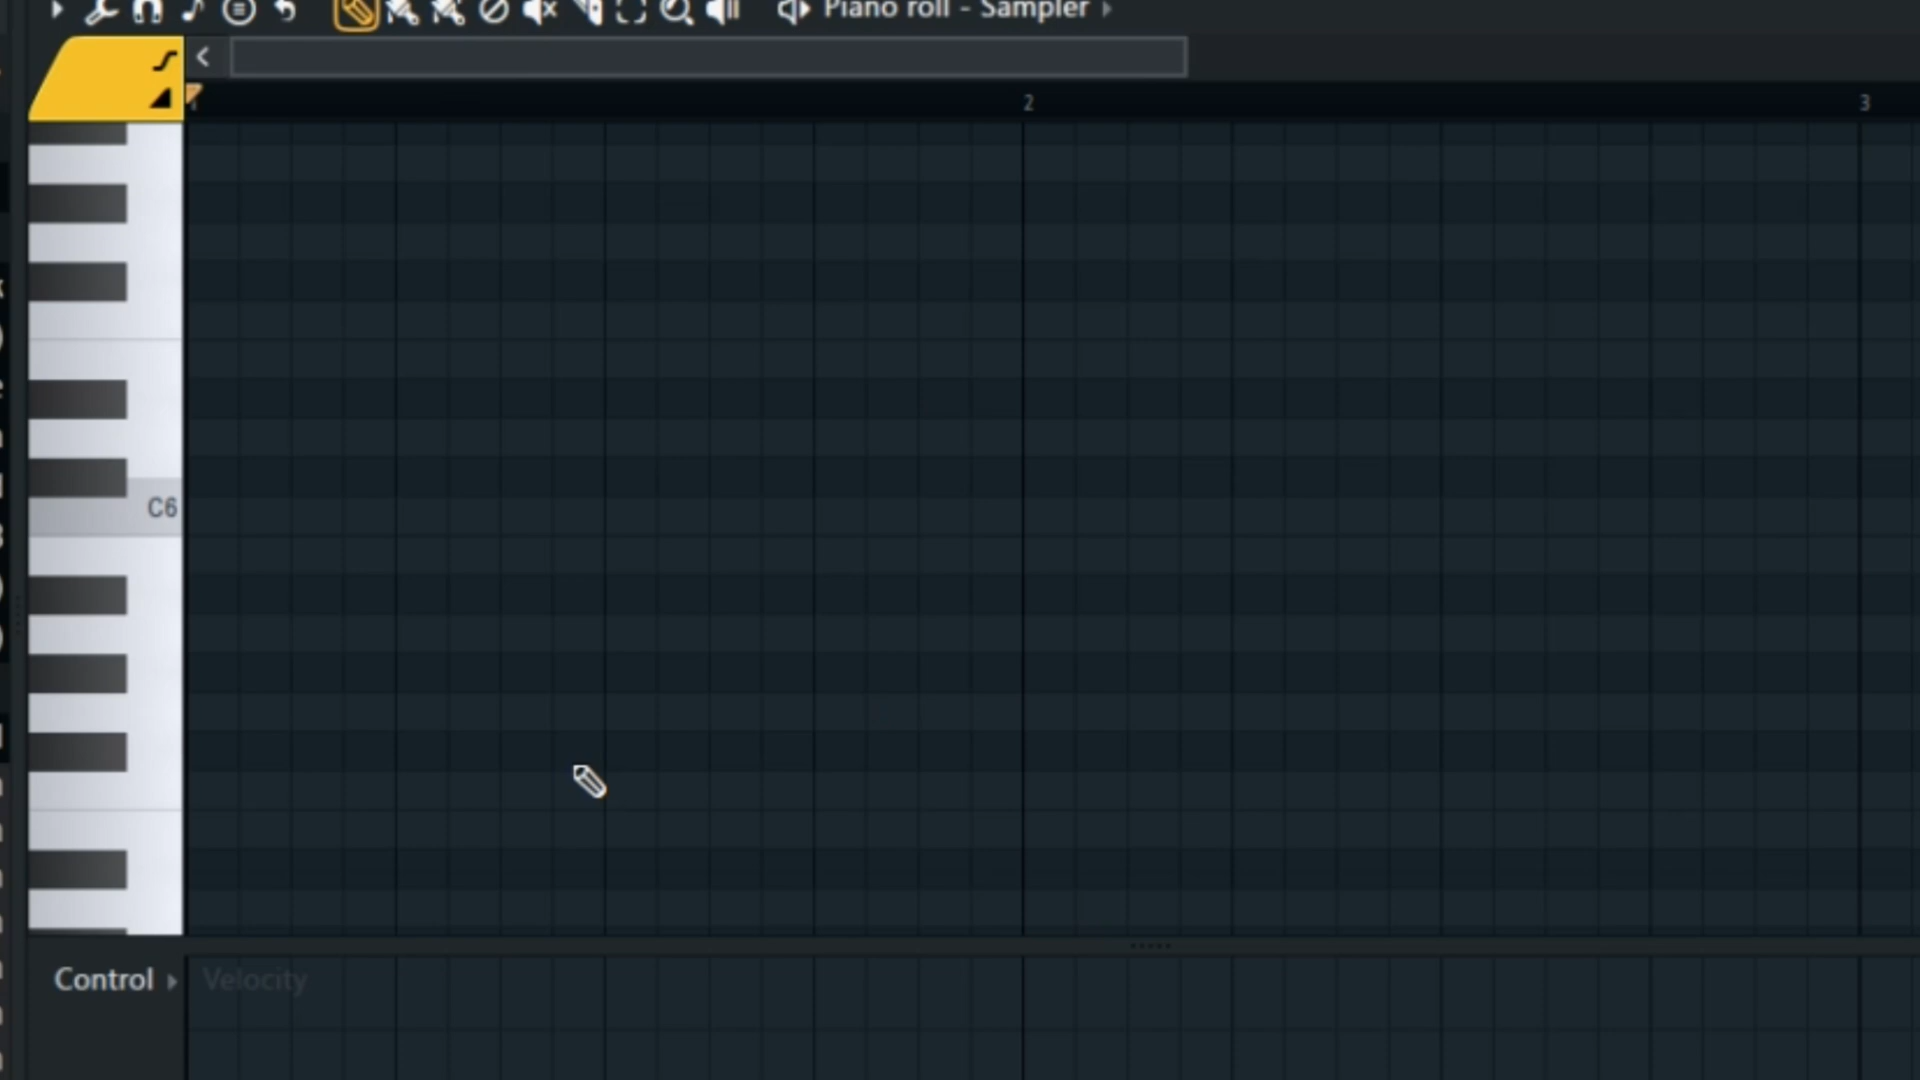 Piano roll - Sampler
2
3
C6
Control
Velocity